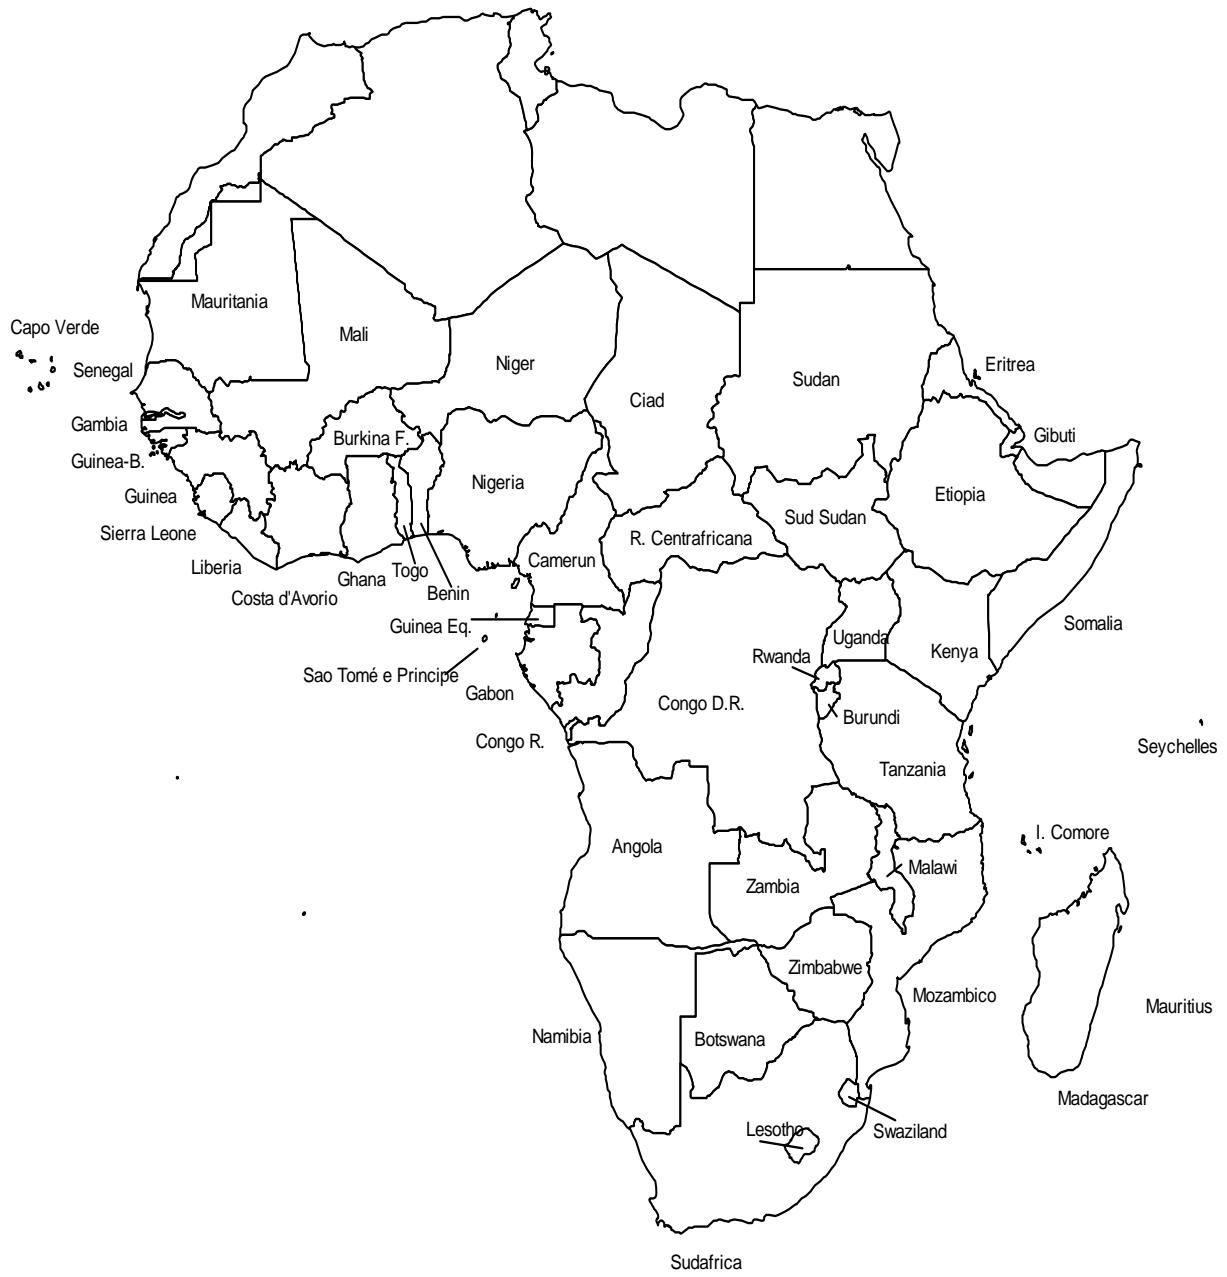 Mauritania
Capo Verde
Mali
Niger
Senegal
Eritrea
Sudan
Ciad
Gambia
Gibuti
Burkina F.
Guinea-B.
Nigeria
Etiopia
Guinea
Sud Sudan
Sierra Leone
R. Centrafricana
Camerun
Liberia
Togo
Ghana
Benin
Costa d'Avorio
Somalia
Guinea Eq.
Uganda
Kenya
Rwanda
Sao Tomé e Principe
Gabon
Congo D.R.
Burundi
Congo R.
Seychelles
Tanzania
I. Comore
Angola
Malawi
Zambia
Zimbabwe
Mozambico
Mauritius
Namibia
Botswana
Madagascar
Lesotho
Swaziland
Sudafrica